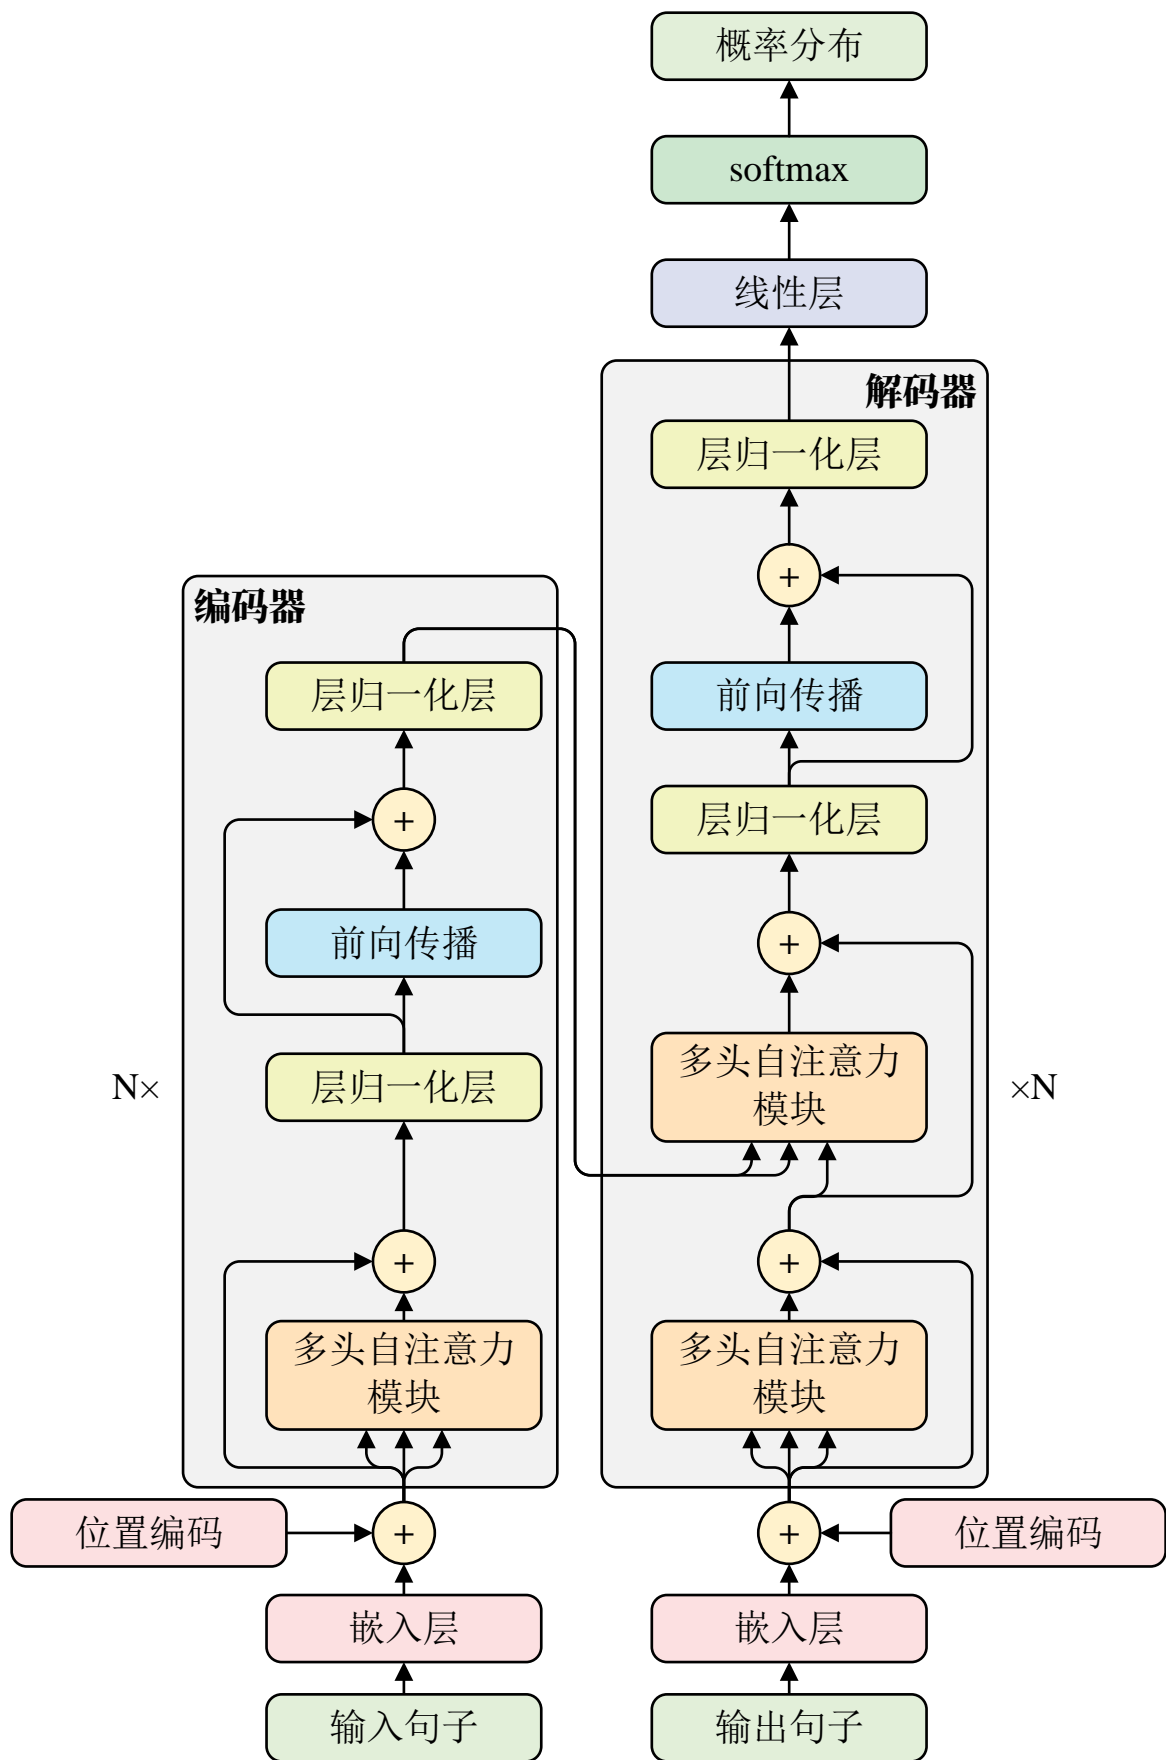 概率分布
softmax
线性层
解码器
层归一化层
+
前向传播
层归一化层
+
多头自注意力
模块
×N
+
多头自注意力
模块
+
位置编码
嵌入层
输出句子
编码器
层归一化层
+
前向传播
层归一化层
N×
+
多头自注意力
模块
位置编码
+
嵌入层
输入句子